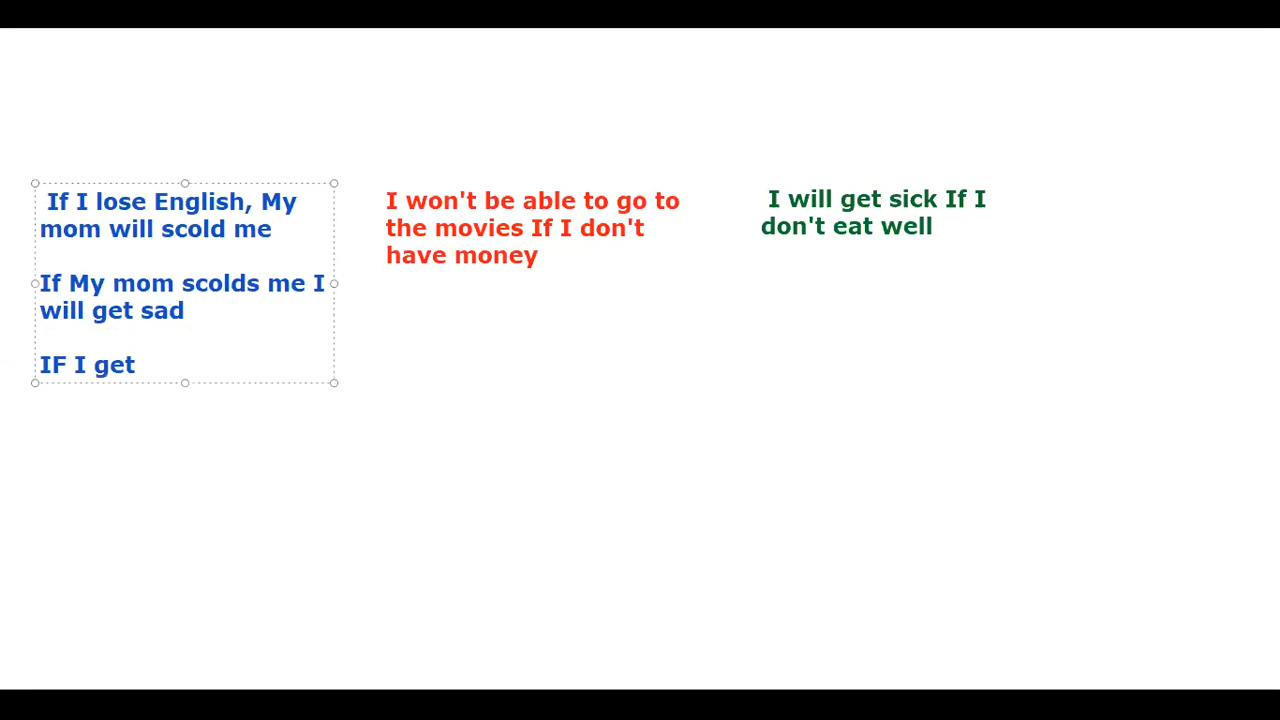 If I lose English, My
mom will scold me
If My mom scolds me I
will get sad
IF I get
I won't be able to go to
the movies If I don't
have money
I will get sick If I
don't eat well